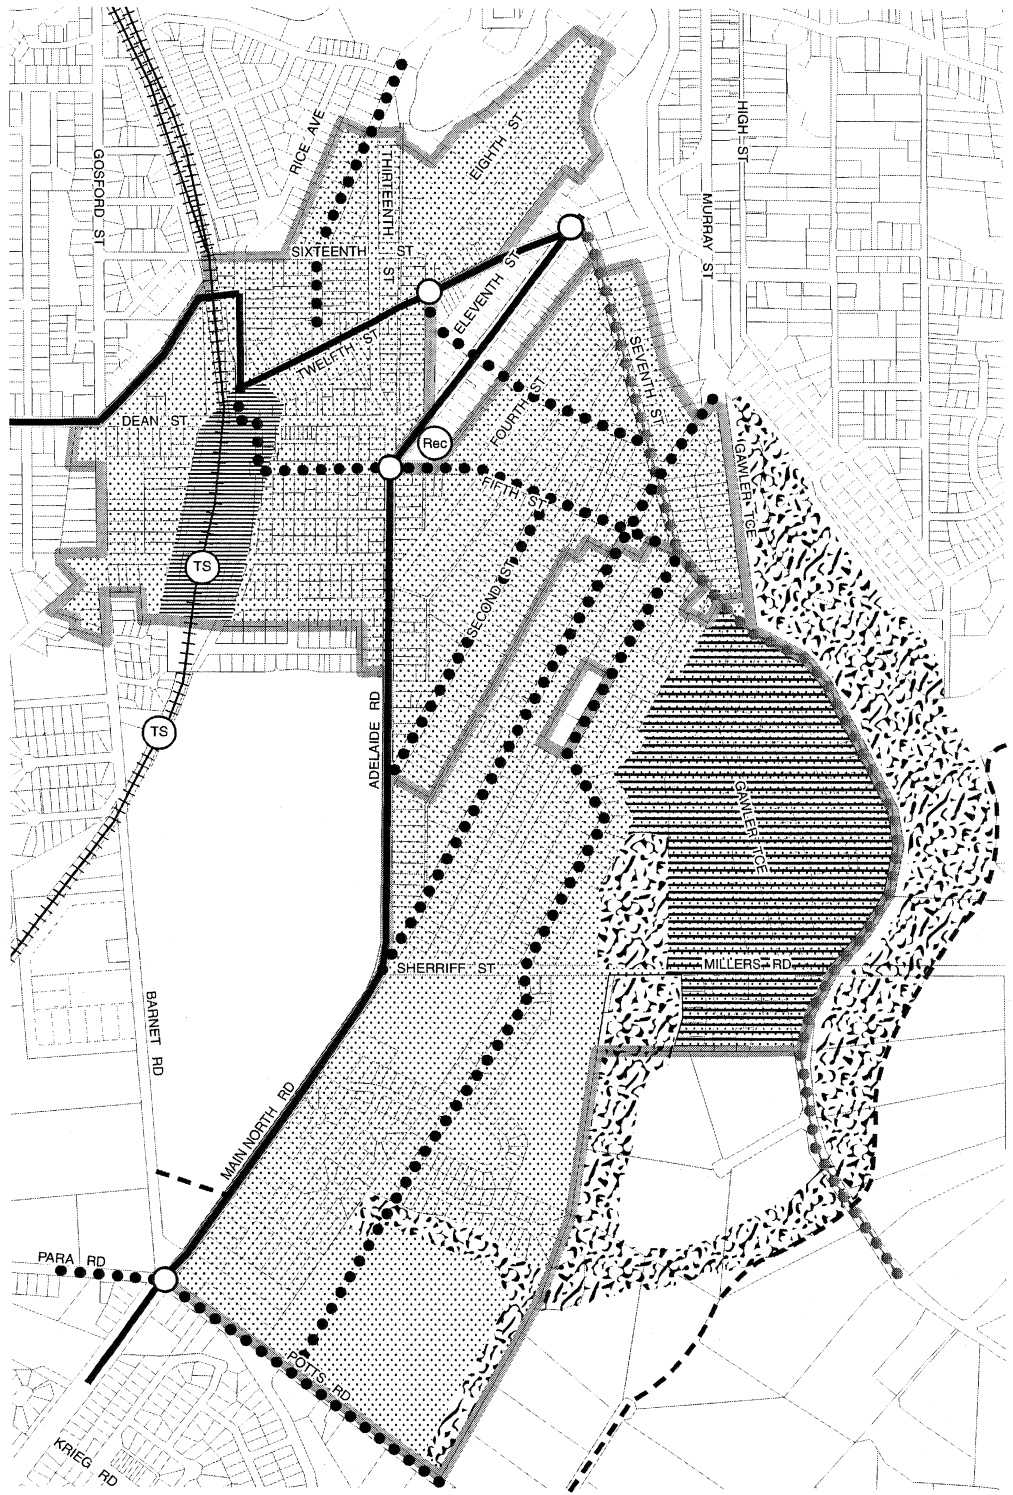 HIGH ST
EIGHTH ST
RICE AVE
GOSFORD ST
THIRTEENTH ST
MURRAY ST
SIXTEENTH ST
ELEVENTH ST
TWELFTH ST
SEVENTH ST
FOURTH ST
DEAN ST
Rec
GAWLER TCE
FIFTH ST
TS
SECOND ST
ADELAIDE RD
TS
GAWLER TCE
SHERRIFF ST
MILLERS RD
BARNET RD
MAIN NORTH RD
PARA RD
POTTS RD
KRIEG RD